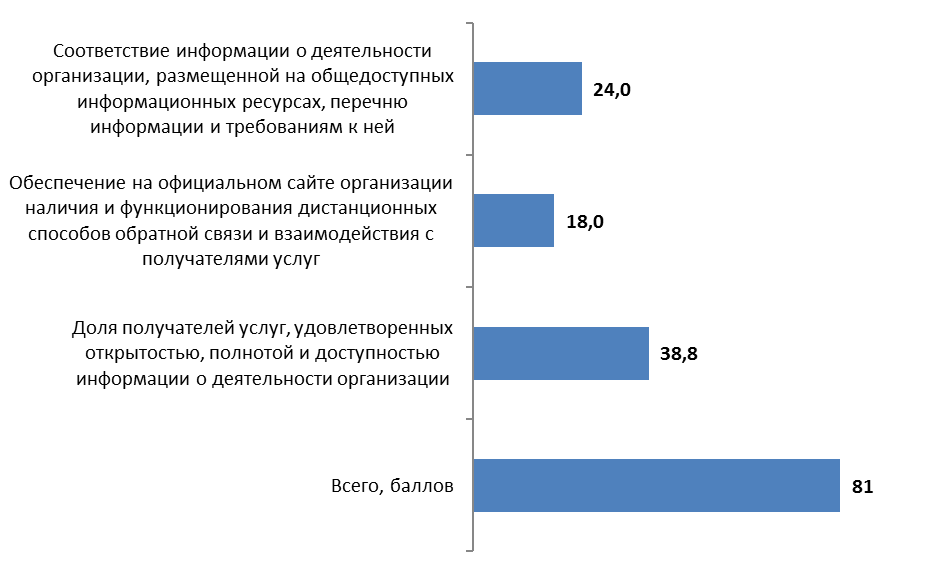 Соответствие информации о деятельности
организации, размещенной на общедоступных
информационных ресурсах, перечню
информации и требованиям к ней
24,0
Обеспечение на официальном сайте организации
наличия и функционирования дистанционных
способов обратной связи и взаимодействия с
получателями услуг
18,0
Доля получателей услуг, удовлетворенных
открытостью, полнотой и доступностью
информации о деятельности организации
38,8
Всего, баллов
81